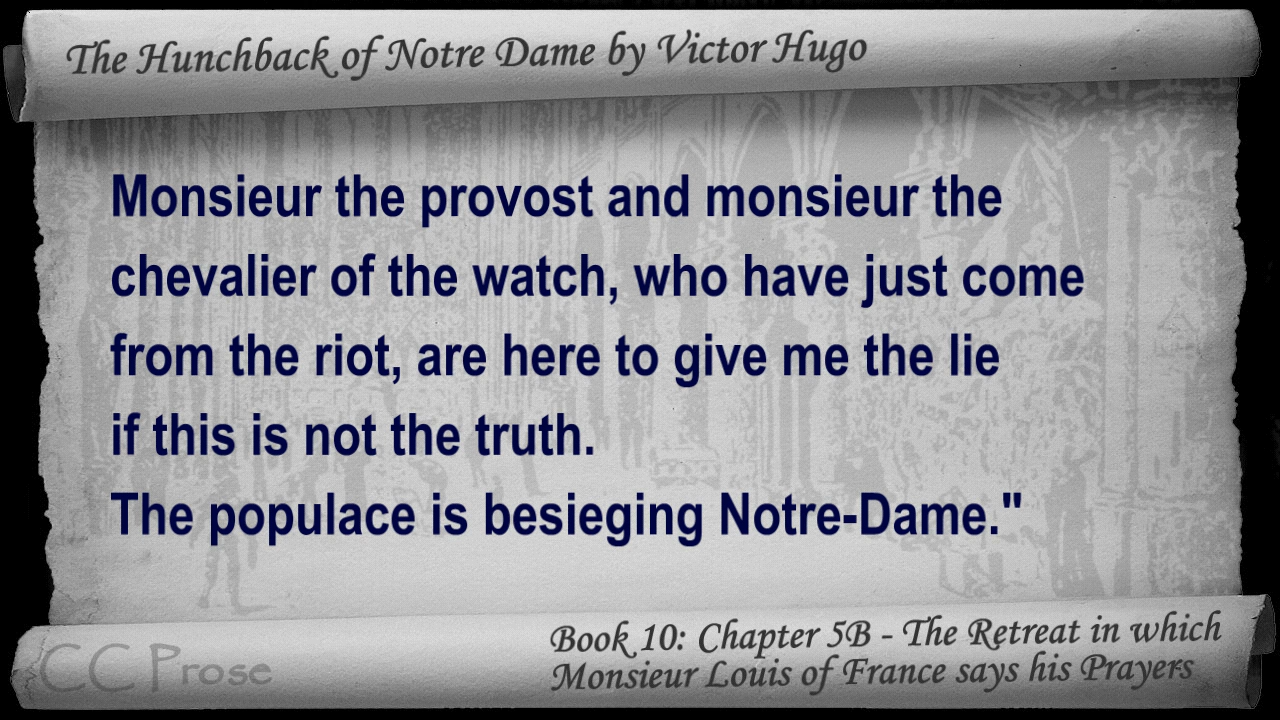 The Hunchback of Notre Dame by Victor Hugo
Monsieur the provost and monsieur the
chevalier of the watch, who have just come
from the riot, are here to give me the lie
if this is not the truth.
The populace is besieging Notre-Dame."
CC Prose
Book 10: Chapter 5B - The Retreat in which
Monsieur Louis of France says his Prayers